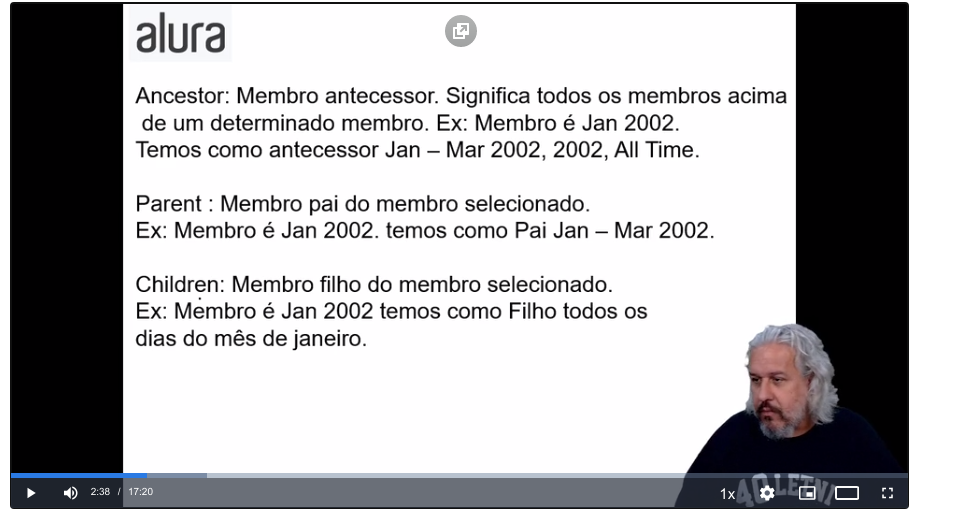 alura
Ancestor: Membro antecessor. Significa todos os membros acima
de um determinado membro. Ex: Membro é Jan 2002.
Temos como antecessor Jan – Mar 2002, 2002, All Time.
Parent : Membro pai do membro selecionado.
Ex: Membro é Jan 2002. temos como Pai Jan – Mar 2002.
Children: Membro filho do membro selecionado.
Ex: Membro é Jan 2002 temos como Filho todos os
dias do mês de janeiro.
2:38 / 17:20
1x